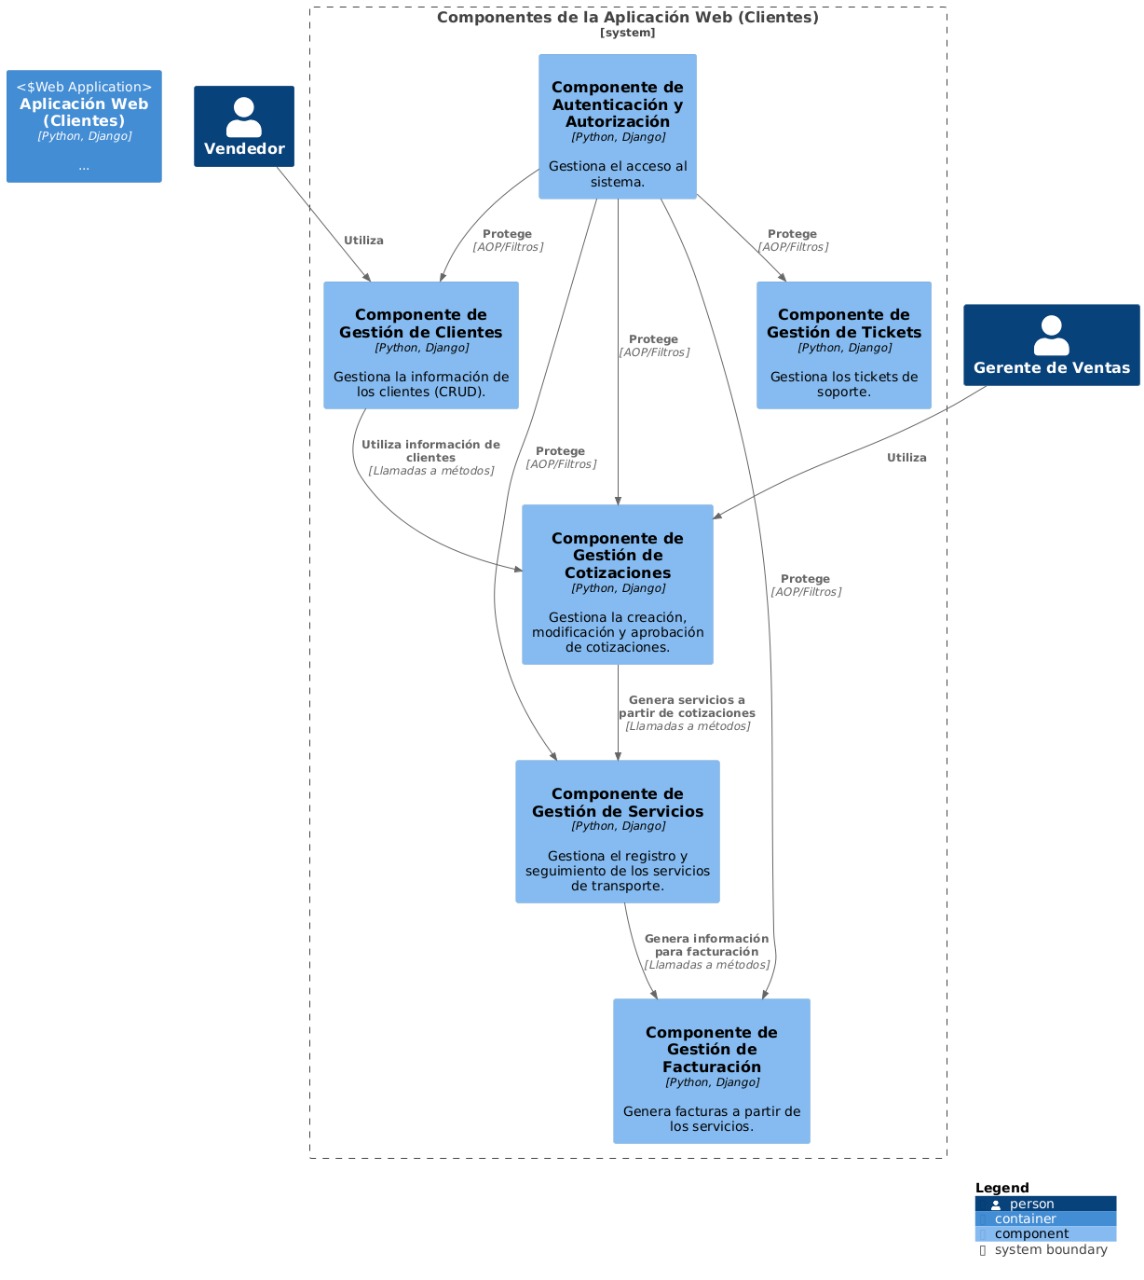 Componentes de la Aplicación Web (Clientes)
[system]
<$Web Application>
Aplicación Web
(Clientes)
[Python, Django]
...
Vendedor
Componente de
Autenticación y
Autorización
[Python, Django]
Gestiona el acceso al
sistema.
Utiliza
Protege
[AOP/Filtros]
Protege
[AOP/Filtros]
Componente de
Gestión de Clientes
[Python, Django]
Gestiona la información de
los clientes (CRUD).
Protege
[AOP/Filtros]
Componente de
Gestión de Tickets
[Python, Django]
Gestiona los tickets de
soporte.
Gerente de Ventas
Utiliza información de
clientes
[Llamadas a métodos]
Protege
[AOP/Filtros]
Utiliza
Componente de
Gestión de
Cotizaciones
[Python, Django]
Gestiona la creación,
modificación y aprobación
de cotizaciones.
Protege
[AOP/Filtros]
Genera servicios a
partir de cotizaciones
[Llamadas a métodos]
Componente de
Gestión de Servicios
[Python, Django]
Gestiona el registro y
seguimiento de los servicios
de transporte.
Genera información
para facturación
[Llamadas a métodos]
Componente de
Gestión de
Facturación
[Python, Django]
Genera facturas a partir de
los servicios.
Legend
person
container
component
system boundary